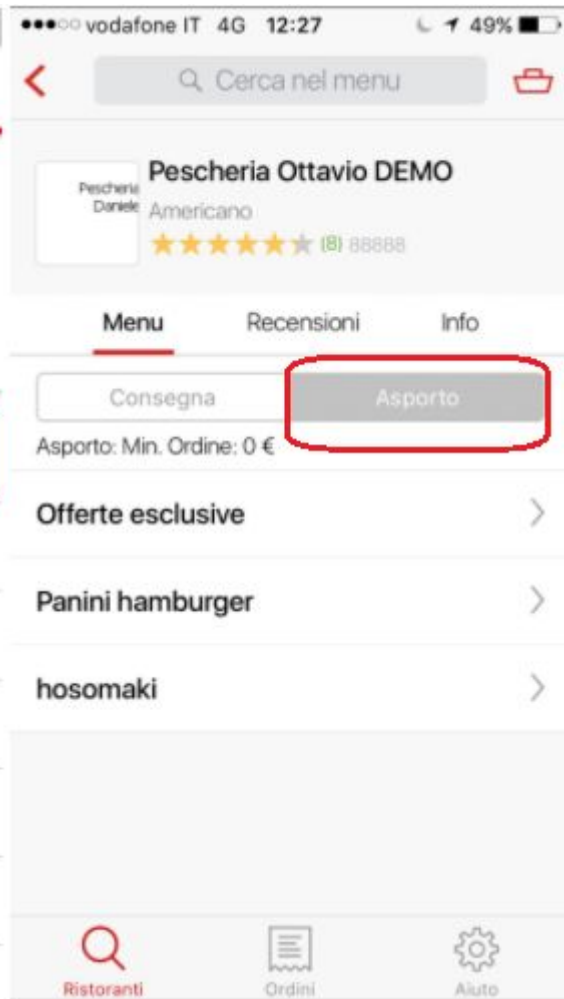 vodafone IT 4G 12:27 49%
Cerca nel menu
Pescheria Daniele
Pescheria Ottavio DEMO
Americano
(8) 88888
Menu Recensioni Info
Consegna Asporto
Asporto: Min. Ordine: 0 €
Offerte esclusive
Panini hamburger
hosomaki
Ristoranti Ordini Aiuto